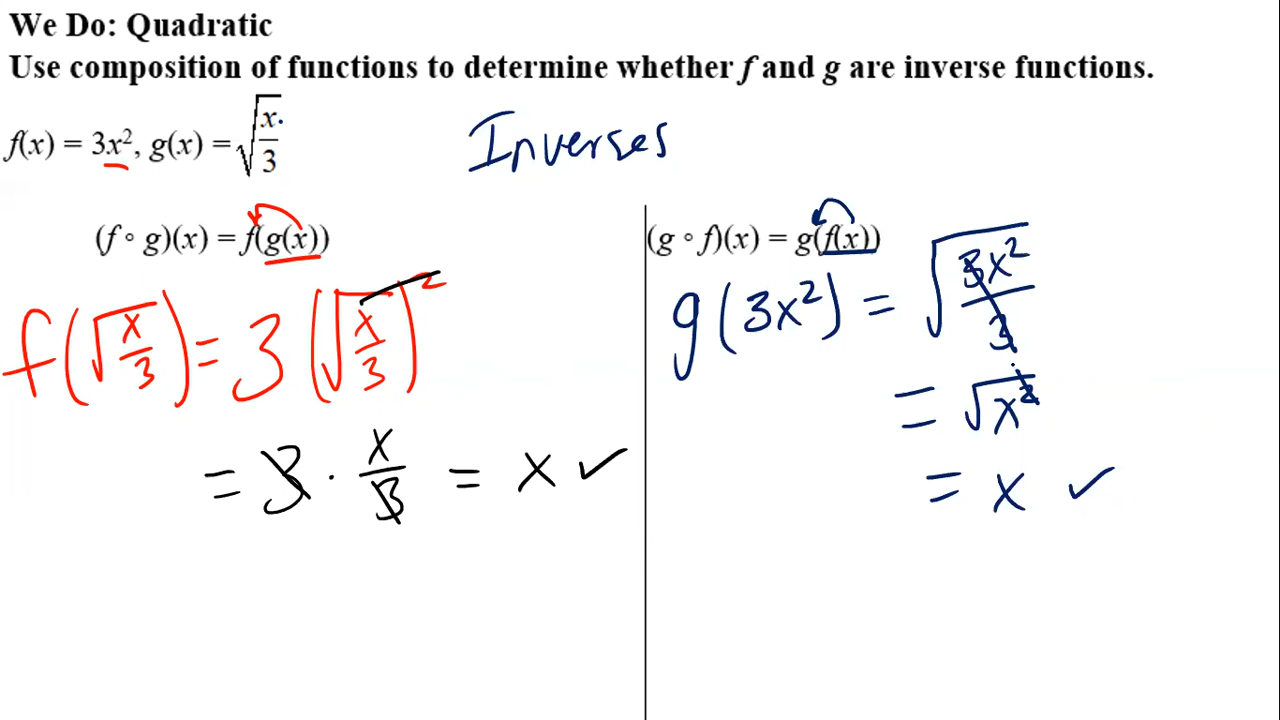 We Do: Quadratic
Use composition of functions to determine whether f and g are inverse functions.
f(x) = 3x², g(x) = √(x/3)
Inverses
(f ∘ g)(x) = f(g(x))
f(√(x/3)) = 3(√(x/3))²
= 3 · x/3 = x ✓
(g ∘ f)(x) = g(f(x))
g(3x²) = √(3x²/3)
= √x²
= x ✓